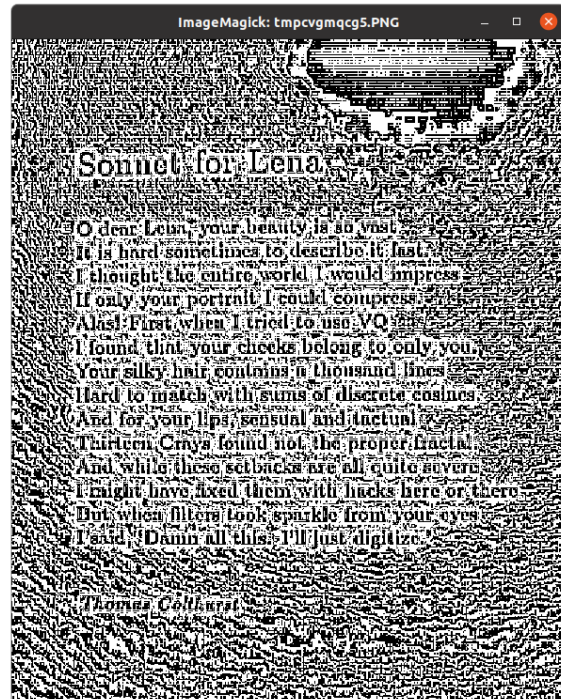 ImageMagick: tmpcvgmqcg5.PNG
Sonnet for Lena
O dear Lena, your beauty is so vast
It is hard sometimes to describe it fast.
I thought the entire world I would impress
If only your portrait I could compress.
Alas! First when I tried to use VQ
I found that your cheeks belong to only you.
Your silky hair contains a thousand lines
Hard to match with sums of discrete cosines.
And for your lips, sensual and tactual
Thirteen Crays found not the proper fractal.
And while these setbacks are all quite severe
I might have fixed them with hacks here or there
But when filters took sparkle from your eyes
I said, 'Damn all this. I'll just digitize.'
Thomas Colthurst